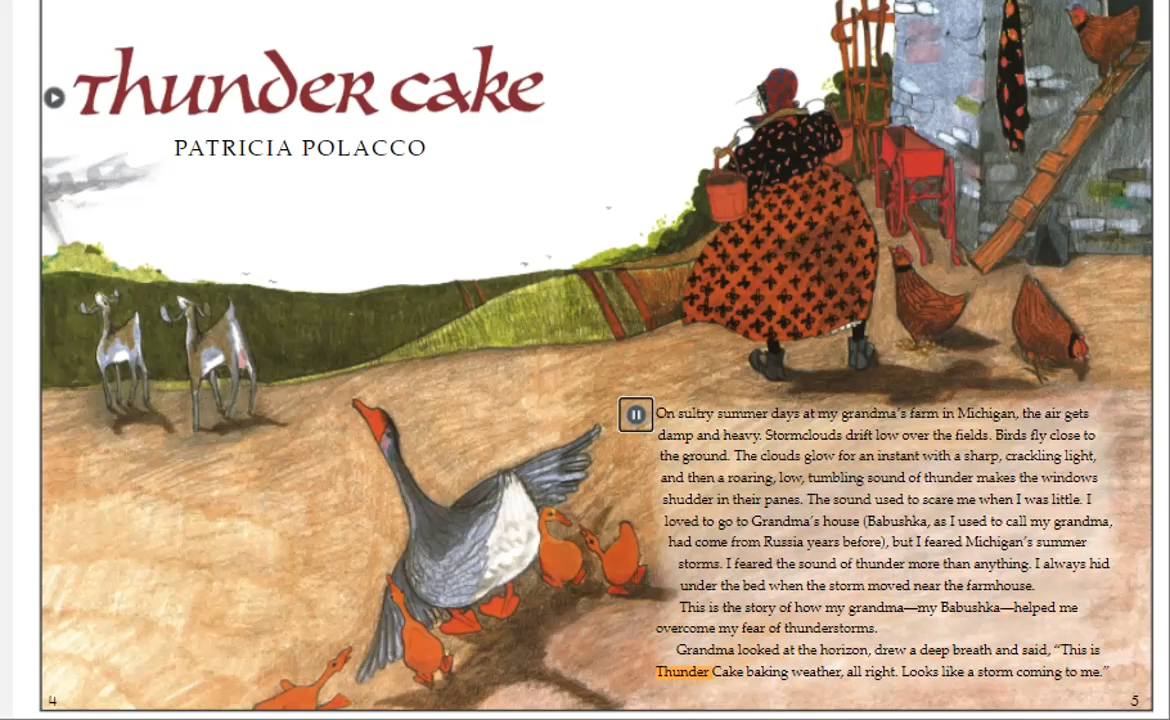 Thunder Cake
PATRICIA POLACCO
On sultry summer days at my grandma's farm in Michigan, the air gets
damp and heavy. Stormclouds drift low over the fields. Birds fly close to
the ground. The clouds glow for an instant with a sharp, crackling light,
and then a roaring, low, tumbling sound of thunder makes the windows
shudder in their panes. The sound used to scare me when I was little. I
loved to go to Grandma's house (Babushka, as I used to call my grandma,
had come from Russia years before), but I feared Michigan's summer
storms. I feared the sound of thunder more than anything. I always hid
under the bed when the storm moved near the farmhouse.
This is the story of how my grandma—my Babushka—helped me
overcome my fear of thunderstorms.
Grandma looked at the horizon, drew a deep breath and said, “This is
Thunder Cake baking weather, all right. Looks like a storm coming to me.”
4
5